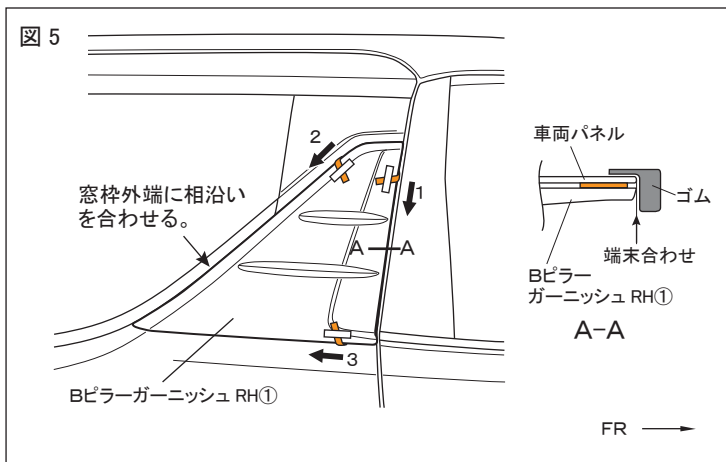 図 5
2
1
窓枠外端に相沿い
を合わせる。
A A
3
Bピラーガーニッシュ RH①
車両パネル
ゴム
端末合わせ
Bピラー
ガーニッシュ RH①
A-A
FR